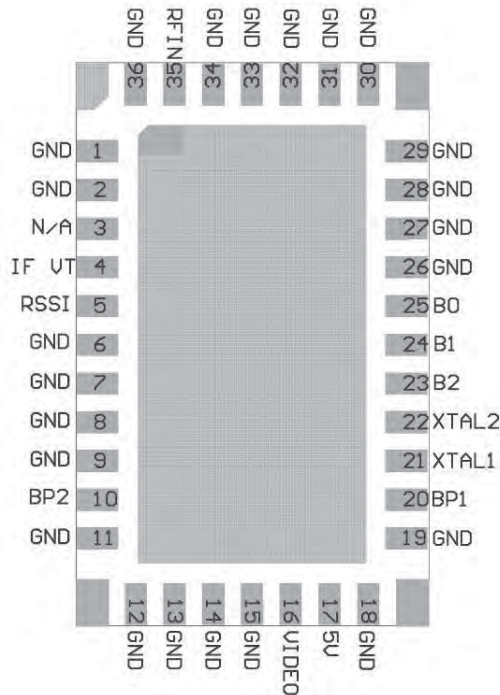 GND RFIN GND GND GND GND GND
36 35 34 33 32 31 30
GND 1 29 GND
GND 2 28 GND
N/A 3 27 GND
IF VT 4 26 GND
RSSI 5 25 B0
GND 6 24 B1
GND 7 23 B2
GND 8 22 XTAL2
GND 9 21 XTAL1
BP2 10 20 BP1
GND 11 19 GND
12 13 14 15 16 17 18
GND GND GND GND VIDEO 5V GND